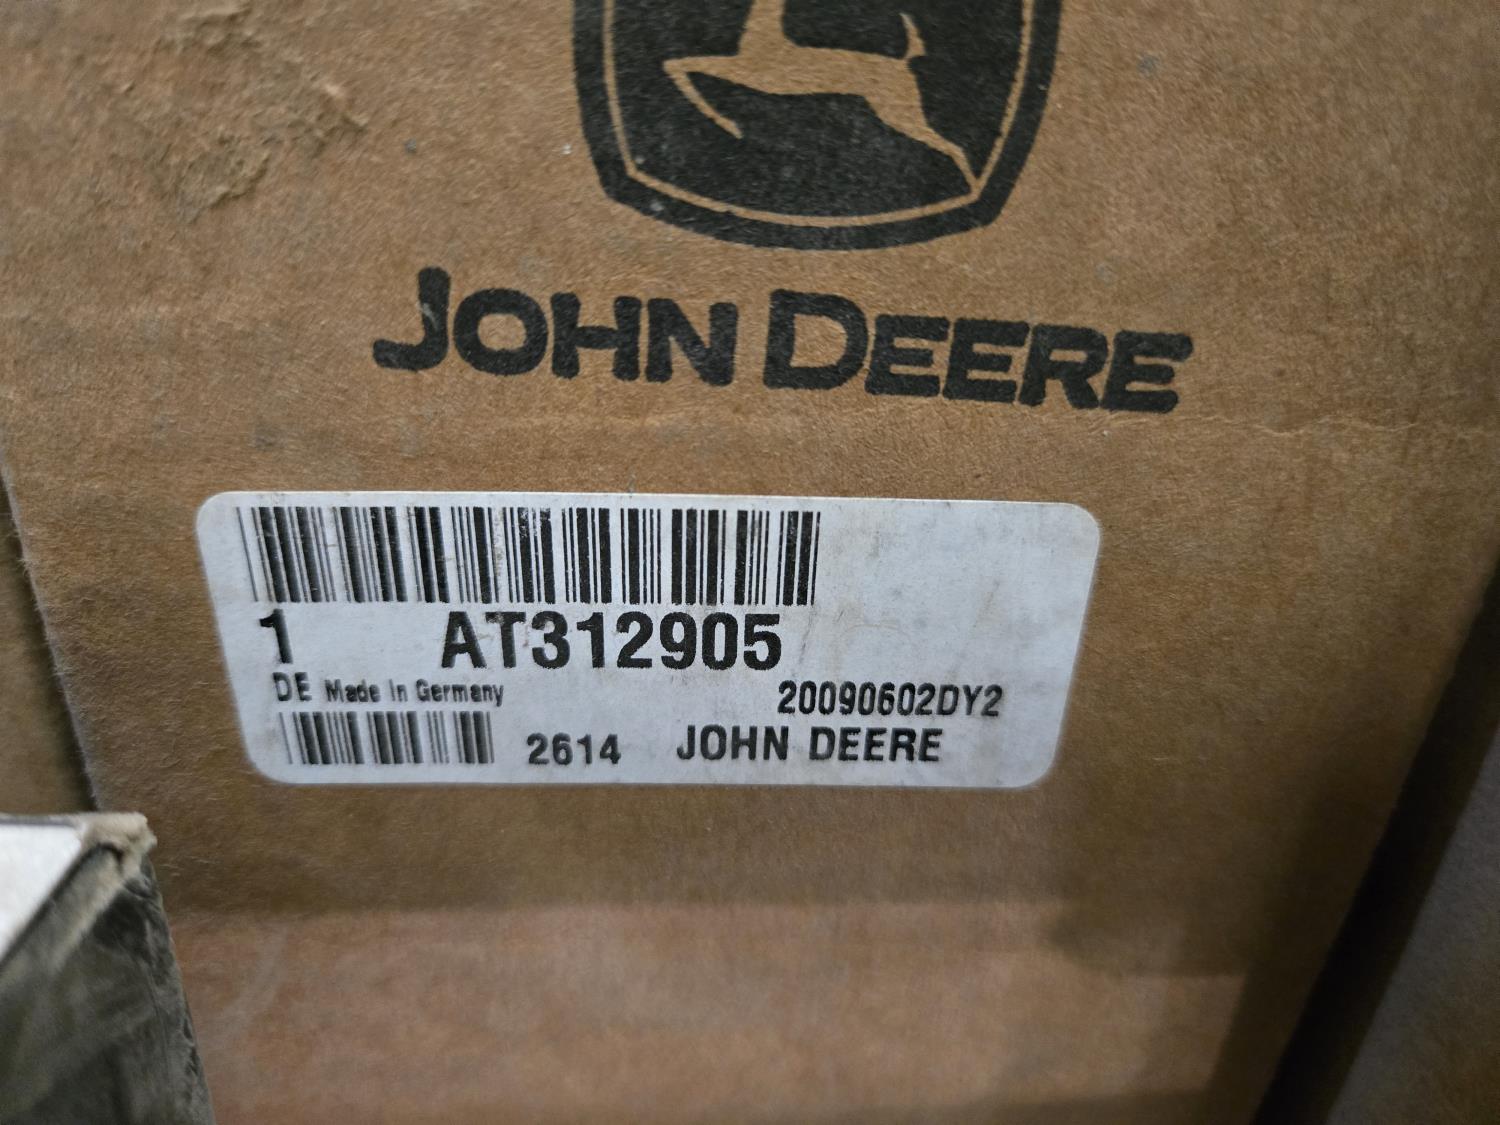 JOHN DEERE
1 AT312905
DE Made In Germany 20090602DY2
2614 JOHN DEERE